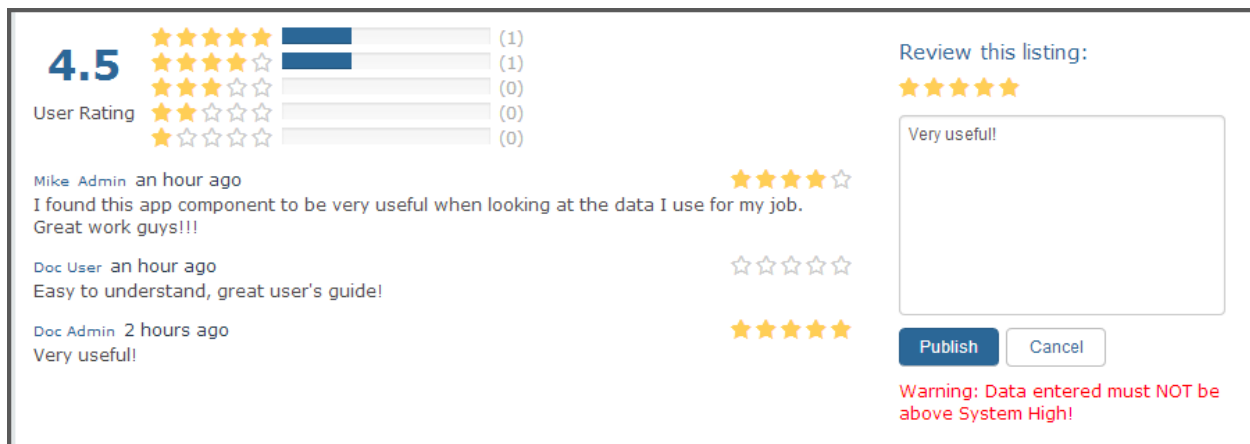 4.5
User Rating
(1)
(1)
(0)
(0)
(0)
Mike Admin an hour ago
I found this app component to be very useful when looking at the data I use for my job.
Great work guys!!!
Doc User an hour ago
Easy to understand, great user's guide!
Doc Admin 2 hours ago
Very useful!
Review this listing:
Very useful!
Publish
Cancel
Warning: Data entered must NOT be
above System High!